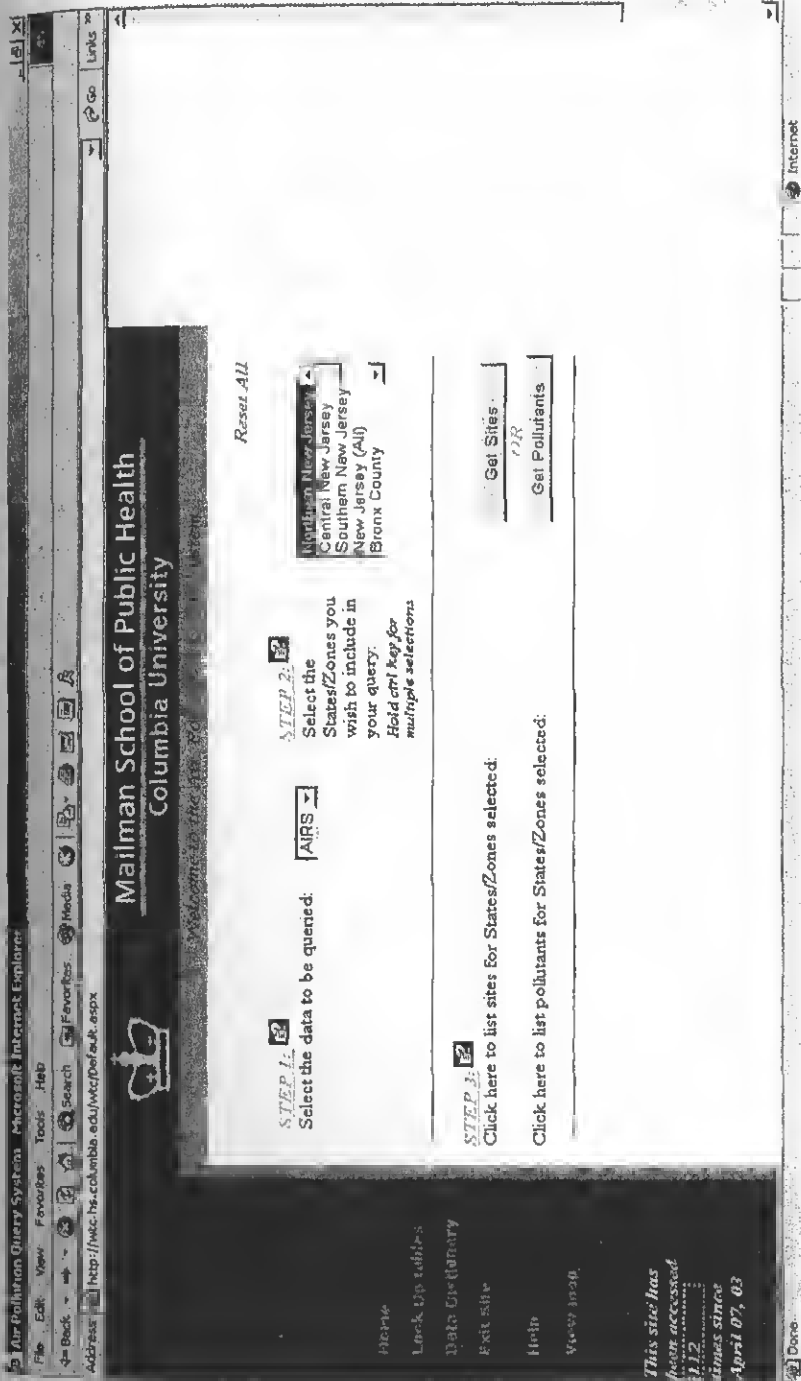 Air Pollution Query System Microsoft Internet Explorer
File Edit View Favorites Tools Help
Back Search Favorites Media
Address http://wtc.hs.columbia.edu/wtc/Default.aspx Go Links »
Mailman School of Public Health
Columbia University
Welcome to the Air
Reset All
STEP 1:
Select the data to be queried:
AIRS
STEP 2:
Select the
States/Zones you
wish to include in
your query.
Hold ctrl key for
multiple selections
Northern New Jersey
Central New Jersey
Southern New Jersey
New Jersey (All)
Bronx County
STEP 3:
Click here to list sites for States/Zones selected:
Get Sites
OR
Click here to list pollutants for States/Zones selected:
Get Pollutants
Home
Look Up tables
Data Dictionary
Exit Site
Help
View map
This site has
been accessed
1112
times since
April 07, 03
Done
Internet